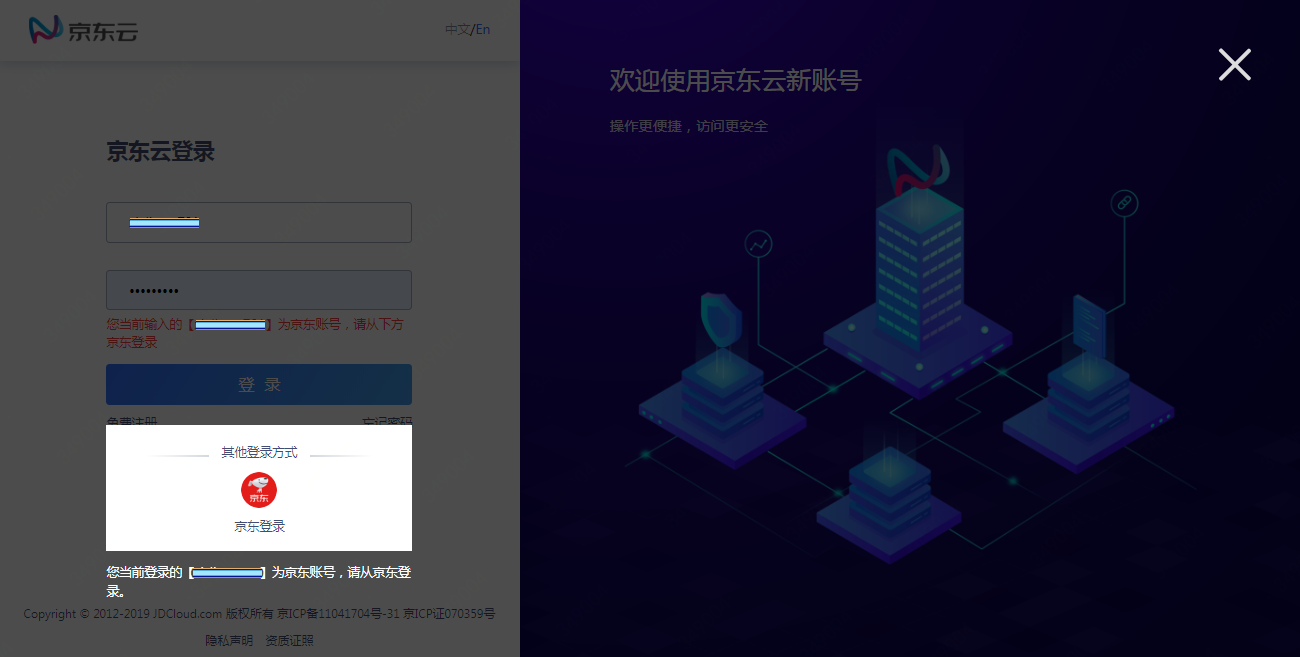 京东云
中文/En
京东云登录
•••••••••
您当前输入的【
】为京东账号，请从下方
京东登录
登 录
免费注册
忘记密码
其他登录方式
京东
京东登录
您当前登录的【
】为京东账号，请从京东登
录。
Copyright © 2012-2019 JDCloud.com 版权所有 京ICP备11041704号-31 京ICP证070359号
隐私声明 资质证照
欢迎使用京东云新账号
操作更便捷，访问更安全